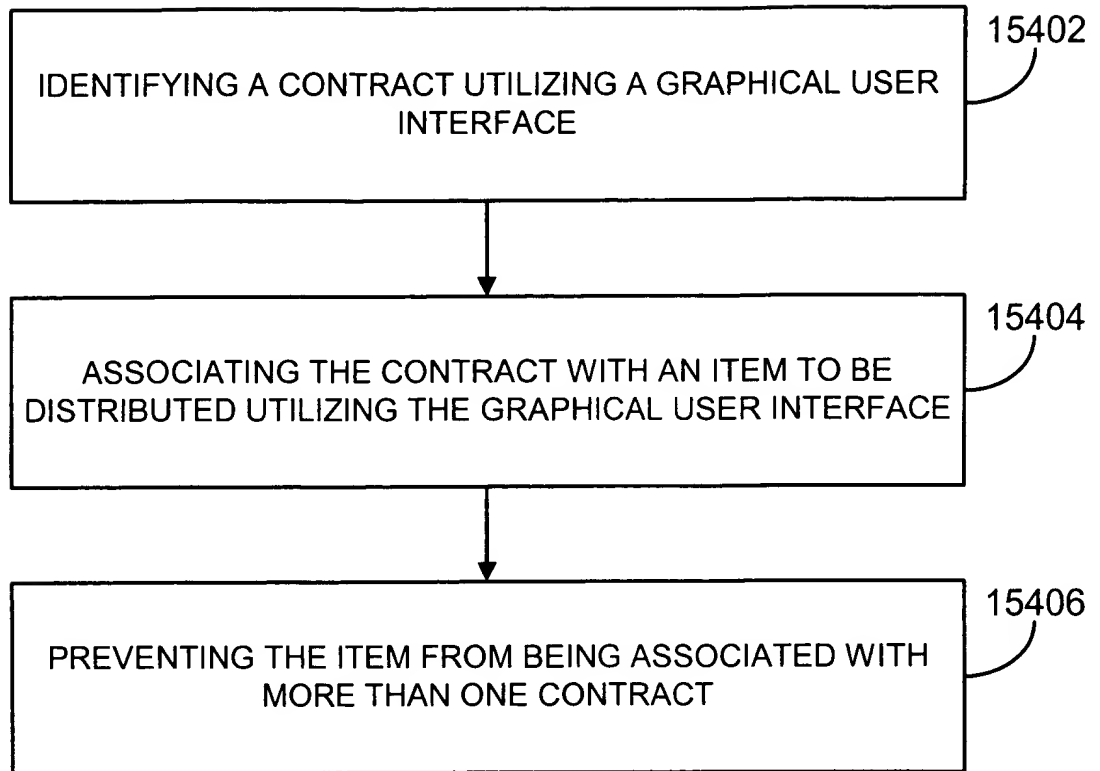 15402
IDENTIFYING A CONTRACT UTILIZING A GRAPHICAL USER
INTERFACE
15404
ASSOCIATING THE CONTRACT WITH AN ITEM TO BE
DISTRIBUTED UTILIZING THE GRAPHICAL USER INTERFACE
15406
PREVENTING THE ITEM FROM BEING ASSOCIATED WITH
MORE THAN ONE CONTRACT